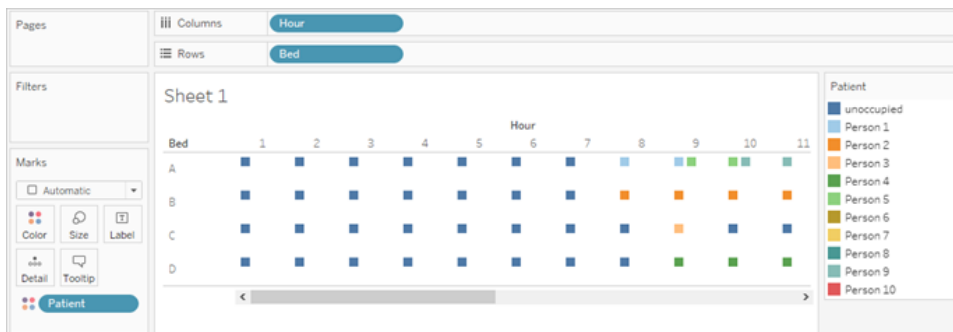 Pages
Columns Hour
Rows Bed
Filters
Sheet 1
Hour
Bed 1 2 3 4 5 6 7 8 9 10 11
A
B
C
D
Marks
Automatic
Color Size Label
Detail Tooltip
Patient
Patient
unoccupied
Person 1
Person 2
Person 3
Person 4
Person 5
Person 6
Person 7
Person 8
Person 9
Person 10